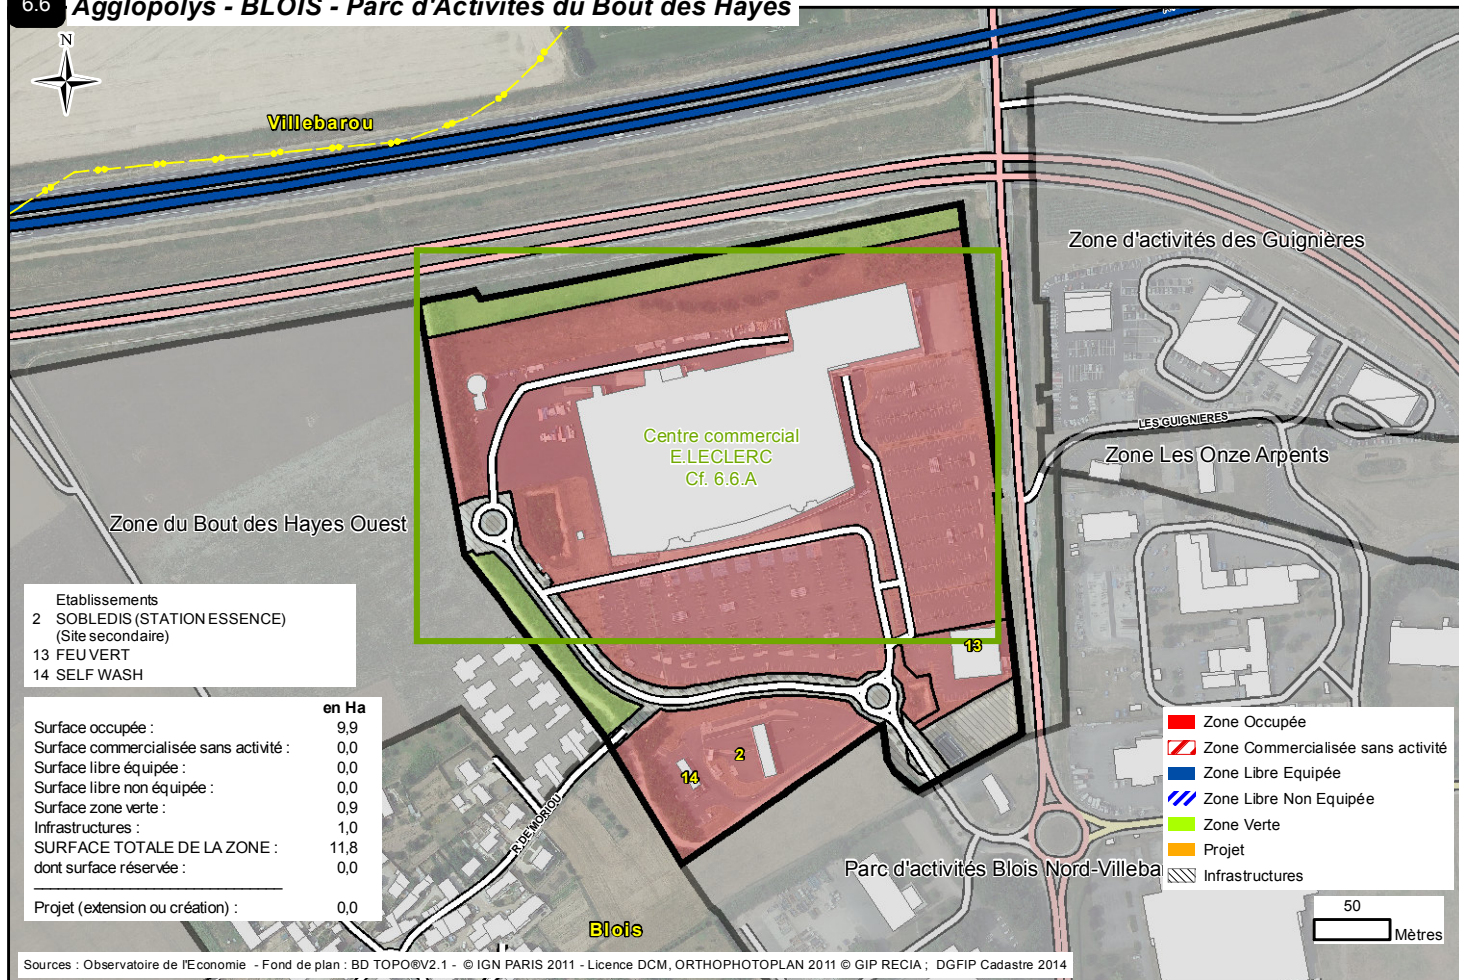 6.6 Agglopolys - BLOIS - Parc d'Activités du Bout des Hayes
N
Villebarou
Zone d'activités des Guignières
LES GUIGNIERES
Zone Les Onze Arpents
Centre commercial
E.LECLERC
Cf. 6.6.A
Zone du Bout des Hayes Ouest
Etablissements
2 SOBLEDIS (STATION ESSENCE)
(Site secondaire)
13 FEU VERT
14 SELF WASH
13
2
14
en Ha
Surface occupée : 9,9
Surface commercialisée sans activité : 0,0
Surface libre équipée : 0,0
Surface libre non équipée : 0,0
Surface zone verte : 0,9
Infrastructures : 1,0
SURFACE TOTALE DE LA ZONE : 11,8
dont surface réservée : 0,0
Projet (extension ou création) : 0,0
R. DE MORIOU
Parc d'activités Blois Nord-Villeba
Blois
Zone Occupée
Zone Commercialisée sans activité
Zone Libre Equipée
Zone Libre Non Equipée
Zone Verte
Projet
Infrastructures
50
Mètres
Sources : Observatoire de l'Economie - Fond de plan : BD TOPO®V2.1 - © IGN PARIS 2011 - Licence DCM, ORTHOPHOTOPLAN 2011 © GIP RECIA ; DGFIP Cadastre 2014